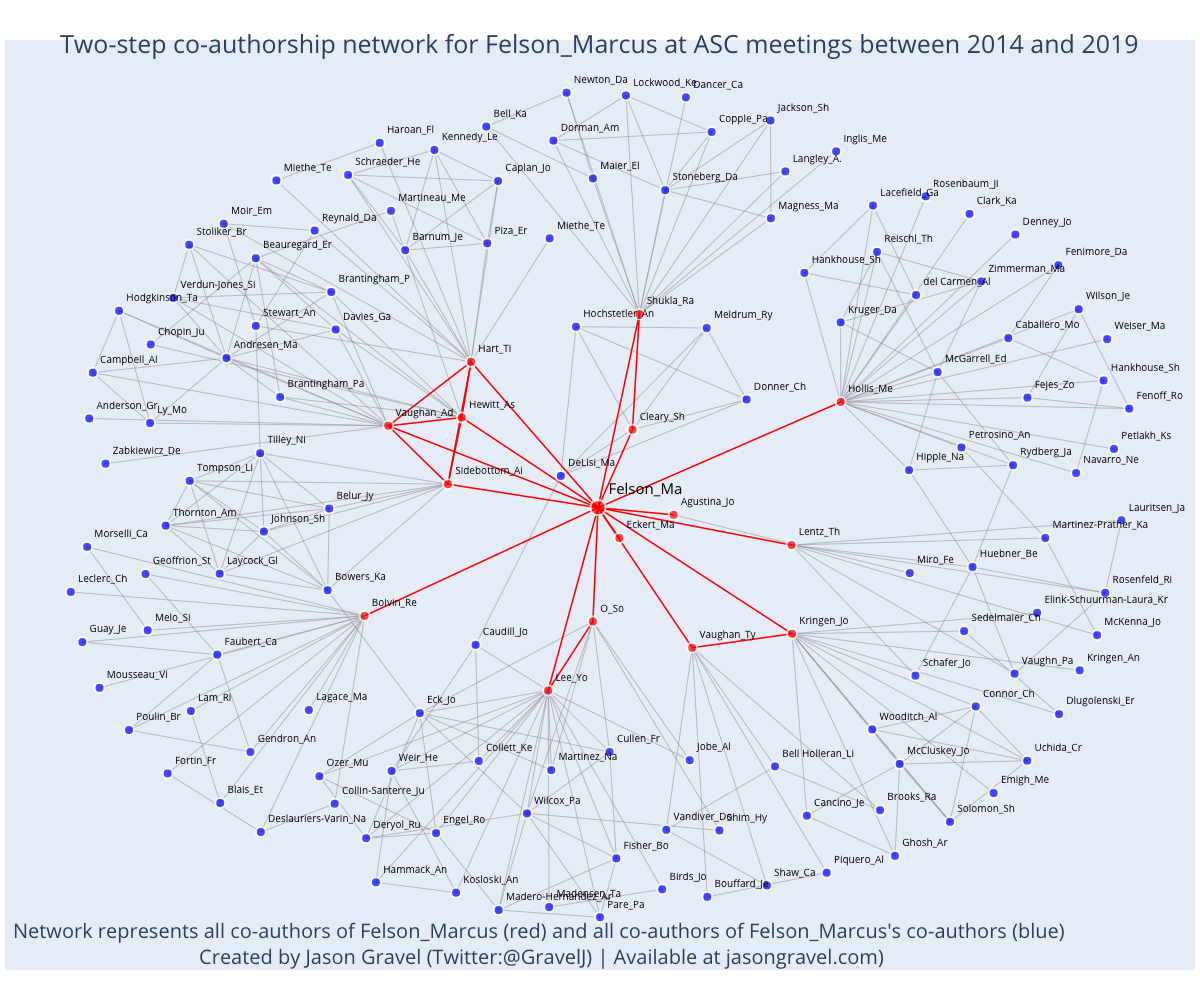 Two-step co-authorship network for Felson_Marcus at ASC meetings between 2014 and 2019
Newton_Da
Lockwood_Ke
Dancer_Ca
Bell_Ka
Dorman_Am
Copple_Pa
Jackson_Sh
Haroan_Fl
Kennedy_Le
Inglis_Me
Miethe_Te
Schraeder_He
Caplan_Jo
Maier_El
Stoneberg_Da
Langley_A.
Martineau_Me
Lacefield_Ga
Rosenbaum_Ji
Clark_Ka
Moir_Em
Reynald_Da
Magness_Ma
Denney_Jo
Stoliker_Br
Beauregard_Er
Barnum_Je
Piza_Er
Miethe_Te
Reischl_Th
Fenimore_Da
Hankhouse_Sh
Zimmerman_Ma
Verdun-Jones_Si
Brantingham_P
del Carmen_Al
Hodgkinson_Ta
Shukla_Ra
Wilson_Je
Stewart_An
Davies_Ga
Hochstetler_An
Meldrum_Ry
Kruger_Da
Chopin_Ju
Andresen_Ma
Caballero_Mo
Weiser_Ma
Campbell_Al
Hart_Ti
McGarrell_Ed
Hankhouse_Sh
Brantingham_Pa
Donner_Ch
Hollis_Me
Fejes_Zo
Fenoff_Ro
Anderson_Gr
Ly_Mo
Vaughan_Ad
Hewitt_As
Cleary_Sh
Zabkiewicz_De
Tilley_Ni
Petrosino_An
Petlakh_Ks
Tompson_Li
Sidebottom_Ai
DeLisi_Ma
Hipple_Na
Rydberg_Ja
Navarro_Ne
Felson_Ma
Thornton_Am
Belur_Jy
Agustina_Jo
Lauritsen_Ja
Johnson_Sh
Eckert_Ma
Lentz_Th
Martinez-Prather_Ka
Morselli_Ca
Geoffrion_St
Laycock_Gl
Miro_Fe
Huebner_Be
Leclerc_Ch
Bowers_Ka
Rosenfeld_Ri
Boivin_Re
Elink-Schuurman-Laura_Kr
Guay_Je
Melo_Si
O_So
Kringen_Jo
Sedelmaier_Ch
McKenna_Jo
Faubert_Ca
Caudill_Jo
Vaughan_Ty
Mousseau_Vi
Schafer_Jo
Vaughn_Pa
Kringen_An
Lam_Ri
Lagace_Ma
Eck_Jo
Lee_Yo
Connor_Ch
Dlugolenski_Er
Poulin_Br
Wooditch_Al
Gendron_An
Cullen_Fr
Jobe_Al
Bell Holleran_Li
McCluskey_Jo
Uchida_Cr
Fortin_Fr
Ozer_Mu
Weir_He
Collett_Ke
Martinez_Na
Emigh_Me
Blais_Et
Collin-Santerre_Ju
Wilcox_Pa
Cancino_Je
Brooks_Ra
Solomon_Sh
Deslauriers-Varin_Na
Deryol_Ru
Engel_Ro
Vandiver_Do
Shim_Hy
Fisher_Bo
Ghosh_Ar
Hammack_An
Kosloski_An
Birds_Jo
Bouffard_Je
Shaw_Ca
Piquero_Al
Madensen_Ta
Pare_Pa
Network represents all co-authors of Felson_Marcus (red) and all co-authors of Felson_Marcus's co-authors (blue)
Created by Jason Gravel (Twitter:@GravelJ) | Available at jasongravel.com)